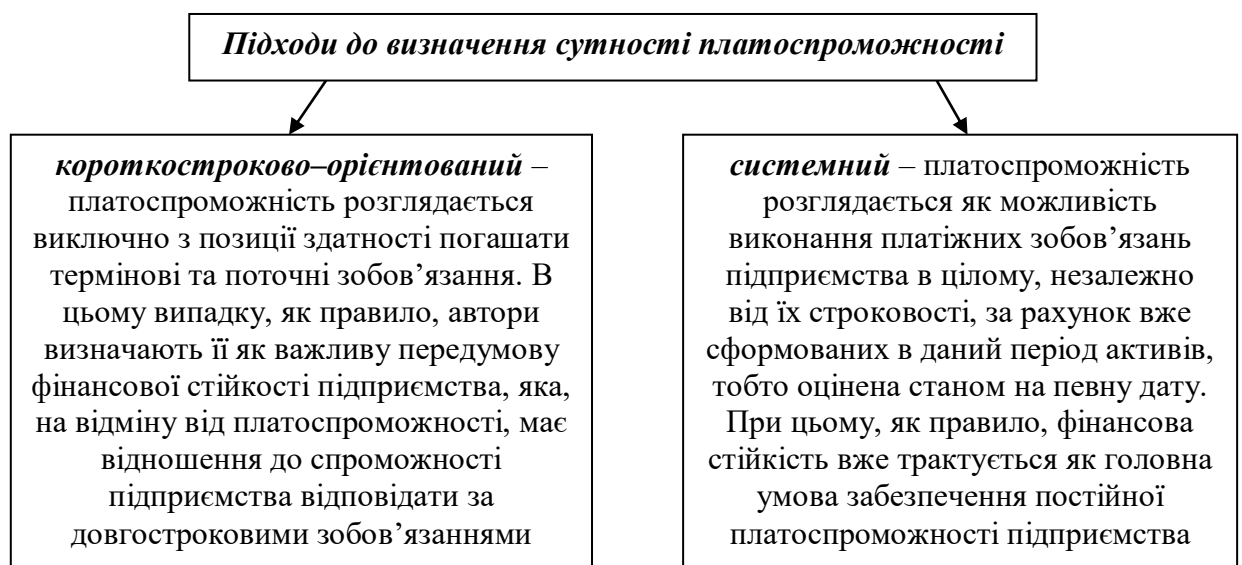 Підходи до визначення сутності платоспроможності
короткостроково–орієнтований –
платоспроможність розглядається
виключно з позиції здатності погашати
термінові та поточні зобов’язання. В
цьому випадку, як правило, автори
визначають її як важливу передумову
фінансової стійкості підприємства, яка,
на відміну від платоспроможності, має
відношення до спроможності
підприємства відповідати за
довгостроковими зобов’язаннями
системний – платоспроможність
розглядається як можливість
виконання платіжних зобов’язань
підприємства в цілому, незалежно
від їх строковості, за рахунок вже
сформованих в даний період активів,
тобто оцінена станом на певну дату.
При цьому, як правило, фінансова
стійкість вже трактується як головна
умова забезпечення постійної
платоспроможності підприємства